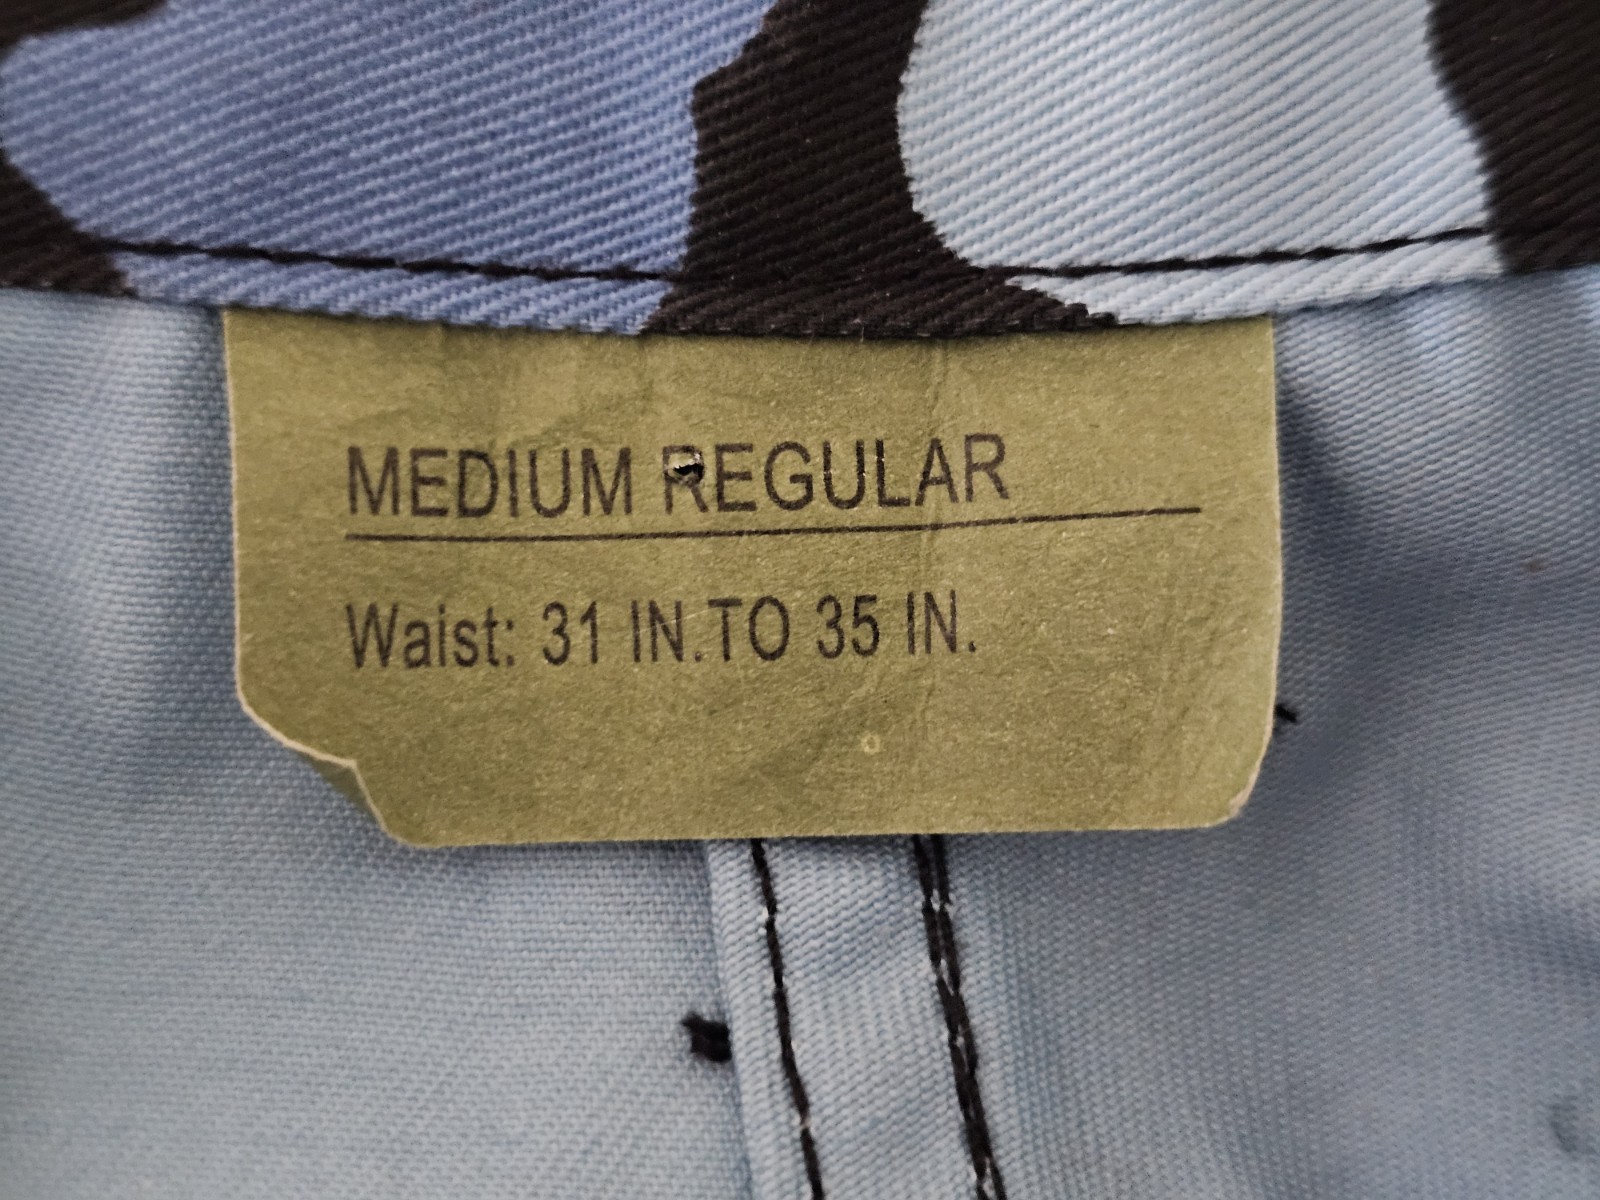 MEDIUM REGULAR
Waist: 31 IN.TO 35 IN.